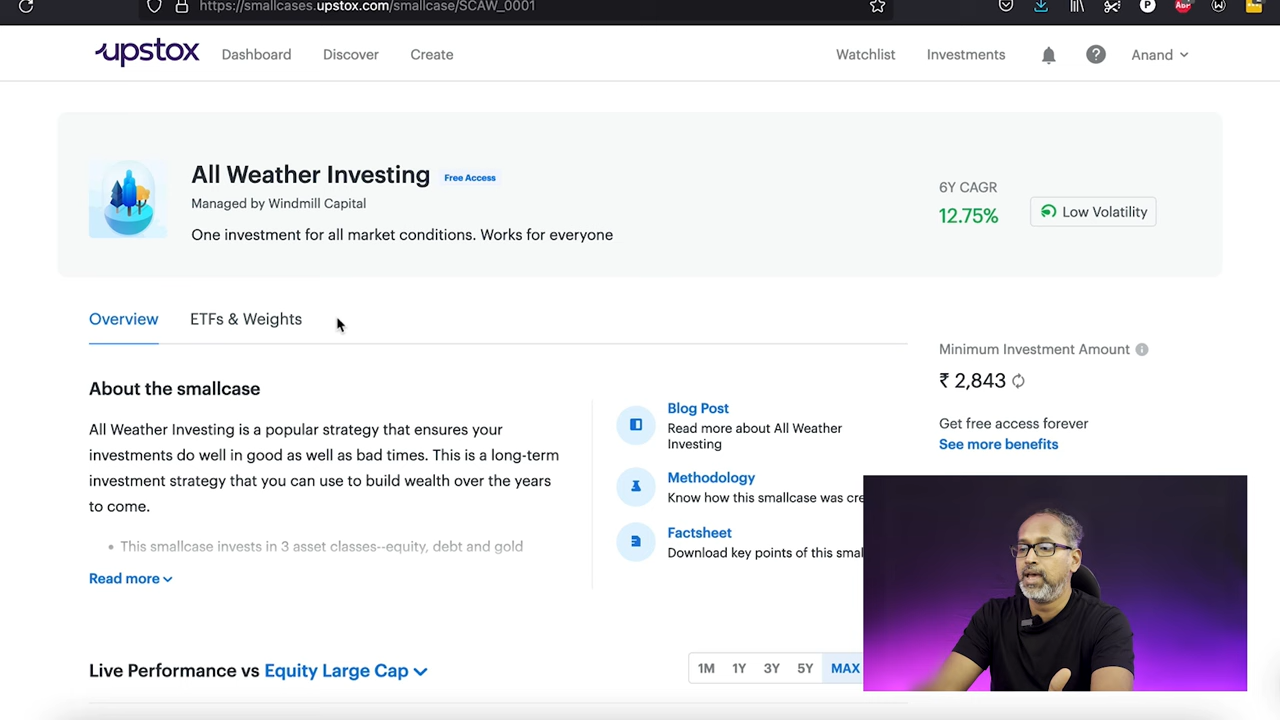 https://smallcases.upstox.com/smallcase/SCAW_0001
upstox
Dashboard
Discover
Create
Watchlist
Investments
Anand
All Weather Investing
Free Access
Managed by Windmill Capital
One investment for all market conditions. Works for everyone
6Y CAGR
12.75%
Low Volatility
Overview
ETFs & Weights
Minimum Investment Amount
₹ 2,843
Get free access forever
See more benefits
About the smallcase
All Weather Investing is a popular strategy that ensures your
investments do well in good as well as bad times. This is a long-term
investment strategy that you can use to build wealth over the years
to come.
• This smallcase invests in 3 asset classes--equity, debt and gold
Read more
Blog Post
Read more about All Weather
Investing
Methodology
Know how this smallcase was cre
Factsheet
Download key points of this smal
Live Performance vs Equity Large Cap
1M 1Y 3Y 5Y MAX